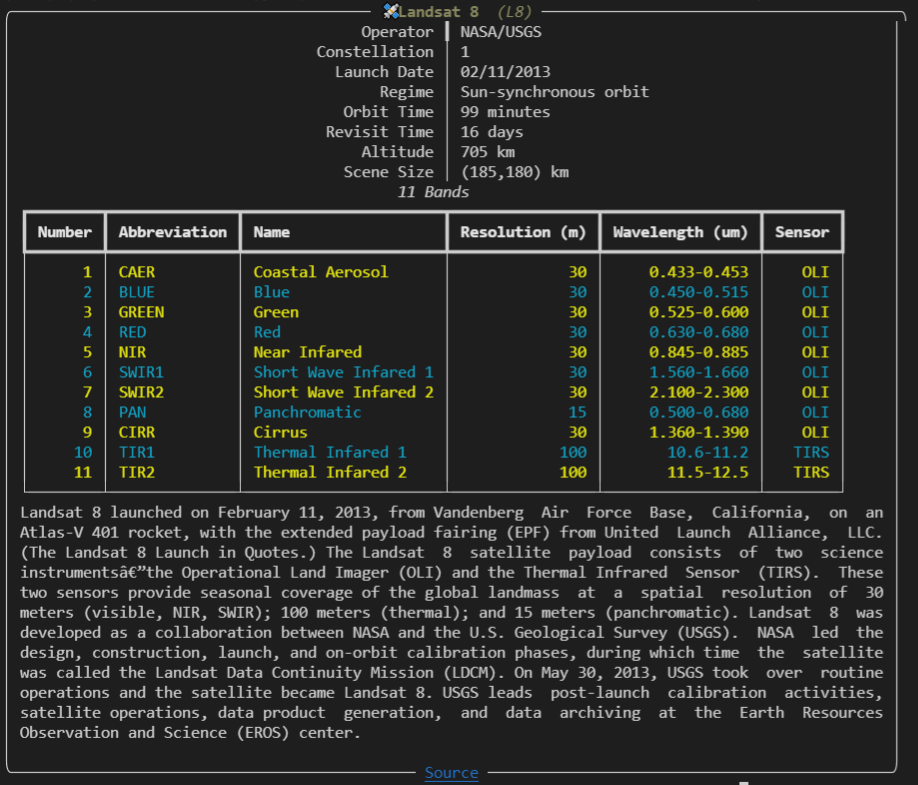 Landsat 8 (L8)
Operator NASA/USGS
Constellation 1
Launch Date 02/11/2013
Regime Sun-synchronous orbit
Orbit Time 99 minutes
Revisit Time 16 days
Altitude 705 km
Scene Size (185,180) km
11 Bands
Number Abbreviation Name Resolution (m) Wavelength (um) Sensor
1 CAER Coastal Aerosol 30 0.433-0.453 OLI
2 BLUE Blue 30 0.450-0.515 OLI
3 GREEN Green 30 0.525-0.600 OLI
4 RED Red 30 0.630-0.680 OLI
5 NIR Near Infared 30 0.845-0.885 OLI
6 SWIR1 Short Wave Infared 1 30 1.560-1.660 OLI
7 SWIR2 Short Wave Infared 2 30 2.100-2.300 OLI
8 PAN Panchromatic 15 0.500-0.680 OLI
9 CIRR Cirrus 30 1.360-1.390 OLI
10 TIR1 Thermal Infared 1 100 10.6-11.2 TIRS
11 TIR2 Thermal Infared 2 100 11.5-12.5 TIRS
Landsat 8 launched on February 11, 2013, from Vandenberg Air Force Base, California, on an
Atlas-V 401 rocket, with the extended payload fairing (EPF) from United Launch Alliance, LLC.
(The Landsat 8 Launch in Quotes.) The Landsat 8 satellite payload consists of two science
instrumentsâ€”the Operational Land Imager (OLI) and the Thermal Infrared Sensor (TIRS). These
two sensors provide seasonal coverage of the global landmass at a spatial resolution of 30
meters (visible, NIR, SWIR); 100 meters (thermal); and 15 meters (panchromatic). Landsat 8 was
developed as a collaboration between NASA and the U.S. Geological Survey (USGS). NASA led the
design, construction, launch, and on-orbit calibration phases, during which time the satellite
was called the Landsat Data Continuity Mission (LDCM). On May 30, 2013, USGS took over routine
operations and the satellite became Landsat 8. USGS leads post-launch calibration activities,
satellite operations, data product generation, and data archiving at the Earth Resources
Observation and Science (EROS) center.
Source